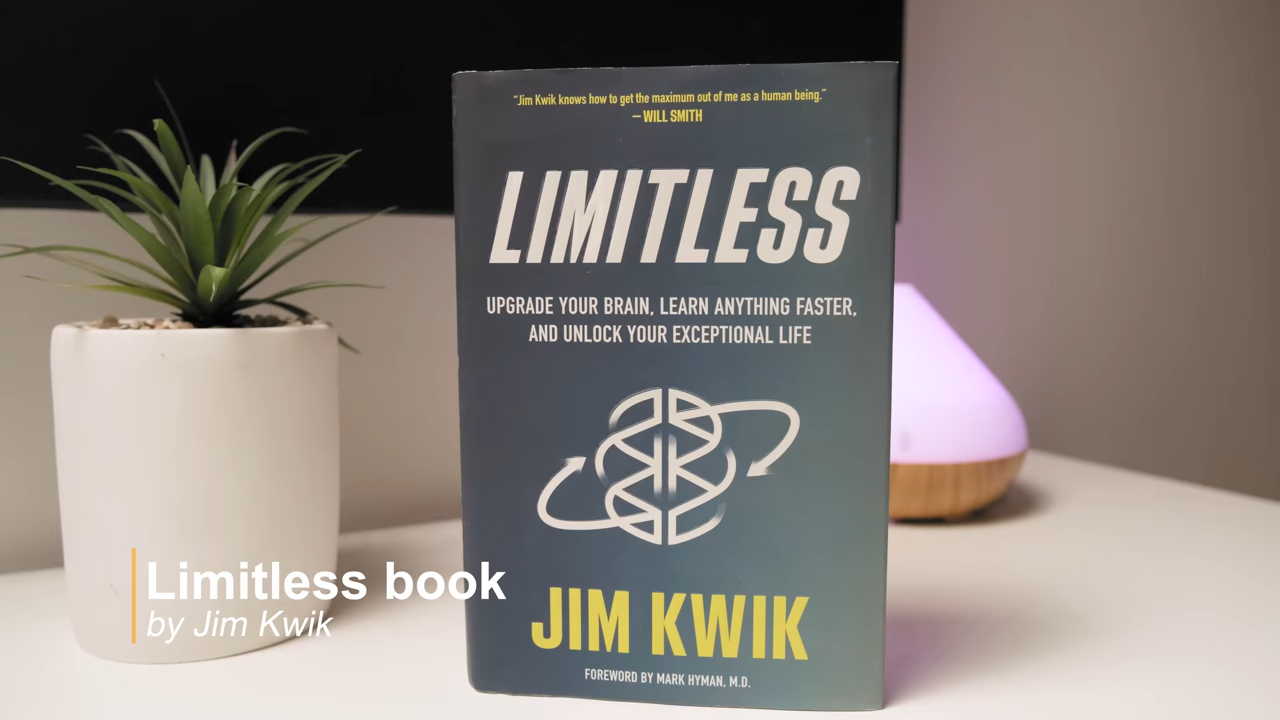 “Jim Kwik knows how to get the maximum out of me as a human being.”
– WILL SMITH
LIMITLESS
UPGRADE YOUR BRAIN, LEARN ANYTHING FASTER,
AND UNLOCK YOUR EXCEPTIONAL LIFE
JIM KWIK
FOREWORD BY MARK HYMAN, M.D.
Limitless book
by Jim Kwik